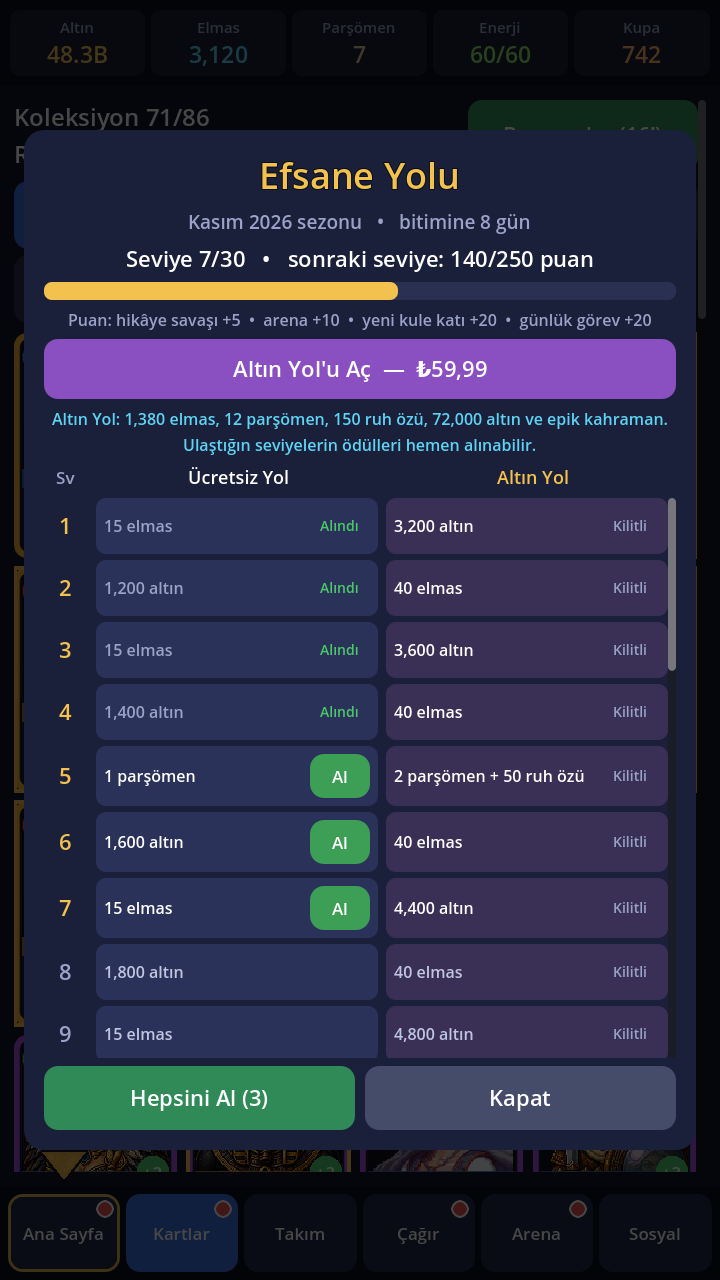 Altın Elmas Parşömen Enerji Kupa
48.3B 3,120 7 60/60 742
Koleksiyon 71/86
Efsane Yolu
Kasım 2026 sezonu • bitimine 8 gün
Seviye 7/30 • sonraki seviye: 140/250 puan
Puan: hikâye savaşı +5 • arena +10 • yeni kule katı +20 • günlük görev +20
Altın Yol'u Aç — ₺59,99
Altın Yol: 1,380 elmas, 12 parşömen, 150 ruh özü, 72,000 altın ve epik kahraman.
Ulaştığın seviyelerin ödülleri hemen alınabilir.
Sv Ücretsiz Yol Altın Yol
1 15 elmas Alındı 3,200 altın Kilitli
2 1,200 altın Alındı 40 elmas Kilitli
3 15 elmas Alındı 3,600 altın Kilitli
4 1,400 altın Alındı 40 elmas Kilitli
5 1 parşömen Al 2 parşömen + 50 ruh özü Kilitli
6 1,600 altın Al 40 elmas Kilitli
7 15 elmas Al 4,400 altın Kilitli
8 1,800 altın 40 elmas Kilitli
9 15 elmas 4,800 altın Kilitli
Hepsini Al (3) Kapat
Ana Sayfa Kartlar Takım Çağır Arena Sosyal